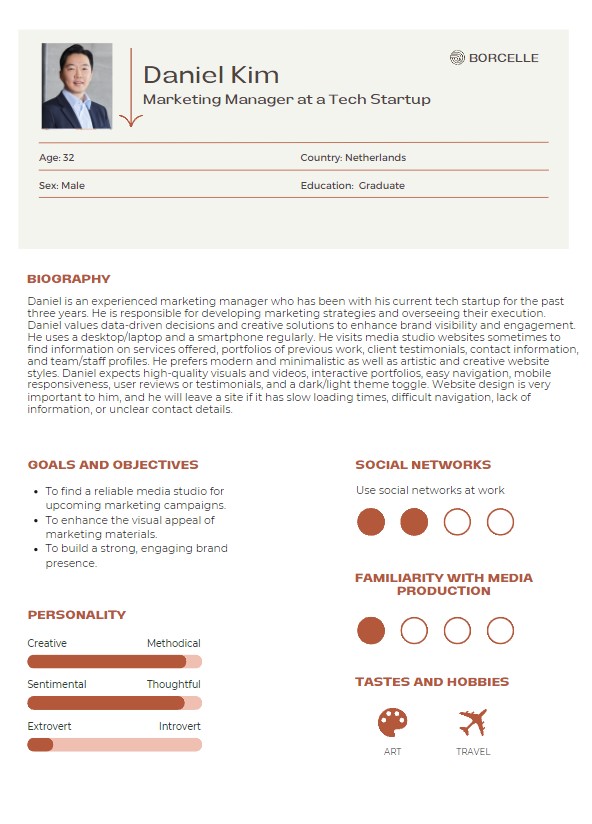 BORCELLE
Daniel Kim
Marketing Manager at a Tech Startup
Age: 32
Country: Netherlands
Sex: Male
Education: Graduate
BIOGRAPHY
Daniel is an experienced marketing manager who has been with his current tech startup for the past
three years. He is responsible for developing marketing strategies and overseeing their execution.
Daniel values data-driven decisions and creative solutions to enhance brand visibility and engagement.
He uses a desktop/laptop and a smartphone regularly. He visits media studio websites sometimes to
find information on services offered, portfolios of previous work, client testimonials, contact information,
and team/staff profiles. He prefers modern and minimalistic as well as artistic and creative website
styles. Daniel expects high-quality visuals and videos, interactive portfolios, easy navigation, mobile
responsiveness, user reviews or testimonials, and a dark/light theme toggle. Website design is very
important to him, and he will leave a site if it has slow loading times, difficult navigation, lack of
information, or unclear contact details.
GOALS AND OBJECTIVES
• To find a reliable media studio for
upcoming marketing campaigns.
• To enhance the visual appeal of
marketing materials.
• To build a strong, engaging brand
presence.
PERSONALITY
Creative Methodical
Sentimental Thoughtful
Extrovert Introvert
SOCIAL NETWORKS
Use social networks at work
FAMILIARITY WITH MEDIA
PRODUCTION
TASTES AND HOBBIES
ART
TRAVEL